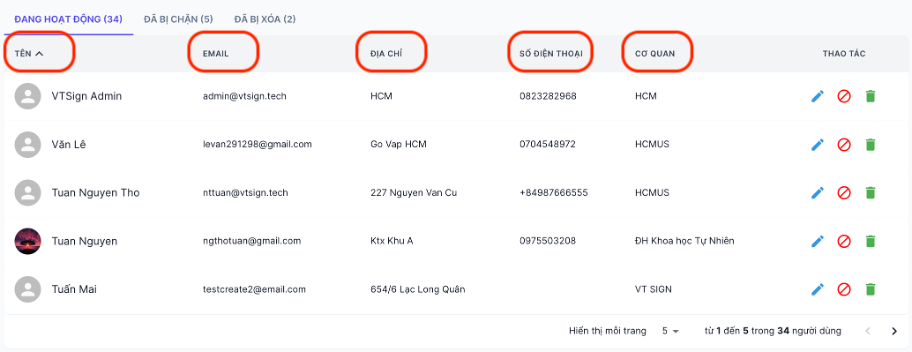 ĐANG HOẠT ĐỘNG (34) ĐÃ BỊ CHẶN (5) ĐÃ BỊ XÓA (2)
TÊN EMAIL ĐỊA CHỈ SỐ ĐIỆN THOẠI CƠ QUAN THAO TÁC
VTSign Admin admin@vtsign.tech HCM 0823282968 HCM
Văn Lê levan291298@gmail.com Go Vap HCM 0704548972 HCMUS
Tuan Nguyen Tho nttuan@vtsign.tech 227 Nguyen Van Cu +84987666555 HCMUS
Tuan Nguyen ngthotuan@gmail.com Ktx Khu A 0975503208 ĐH Khoa học Tự Nhiên
Tuấn Mai testcreate2@email.com 654/6 Lạc Long Quân VT SIGN
Hiển thị mỗi trang 5 từ 1 đến 5 trong 34 người dùng